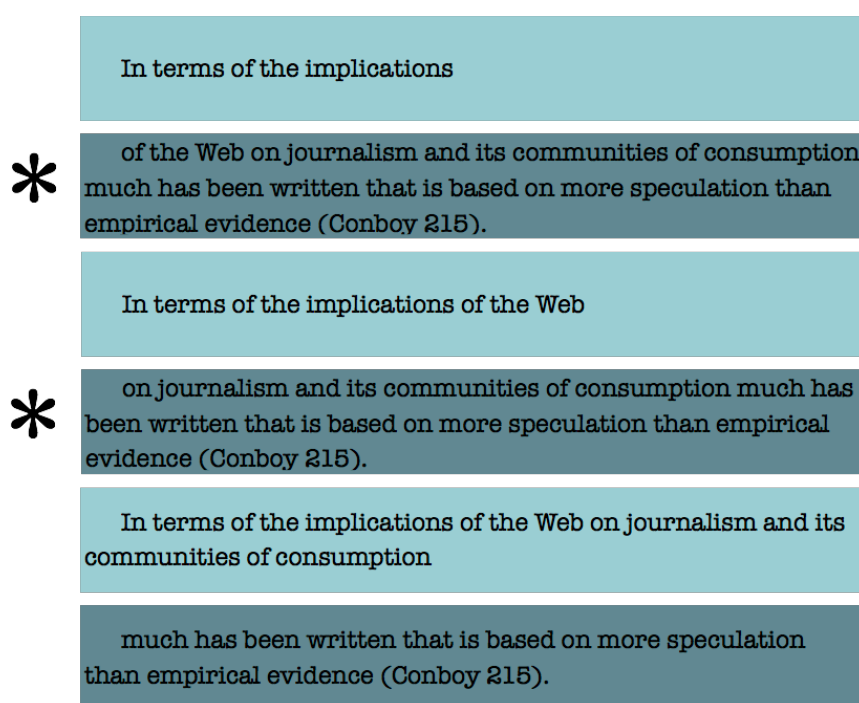 In terms of the implications
* of the Web on journalism and its communities of consumption
much has been written that is based on more speculation than
empirical evidence (Conboy 215).
In terms of the implications of the Web
* on journalism and its communities of consumption much has
been written that is based on more speculation than empirical
evidence (Conboy 215).
In terms of the implications of the Web on journalism and its
communities of consumption
much has been written that is based on more speculation
than empirical evidence (Conboy 215).